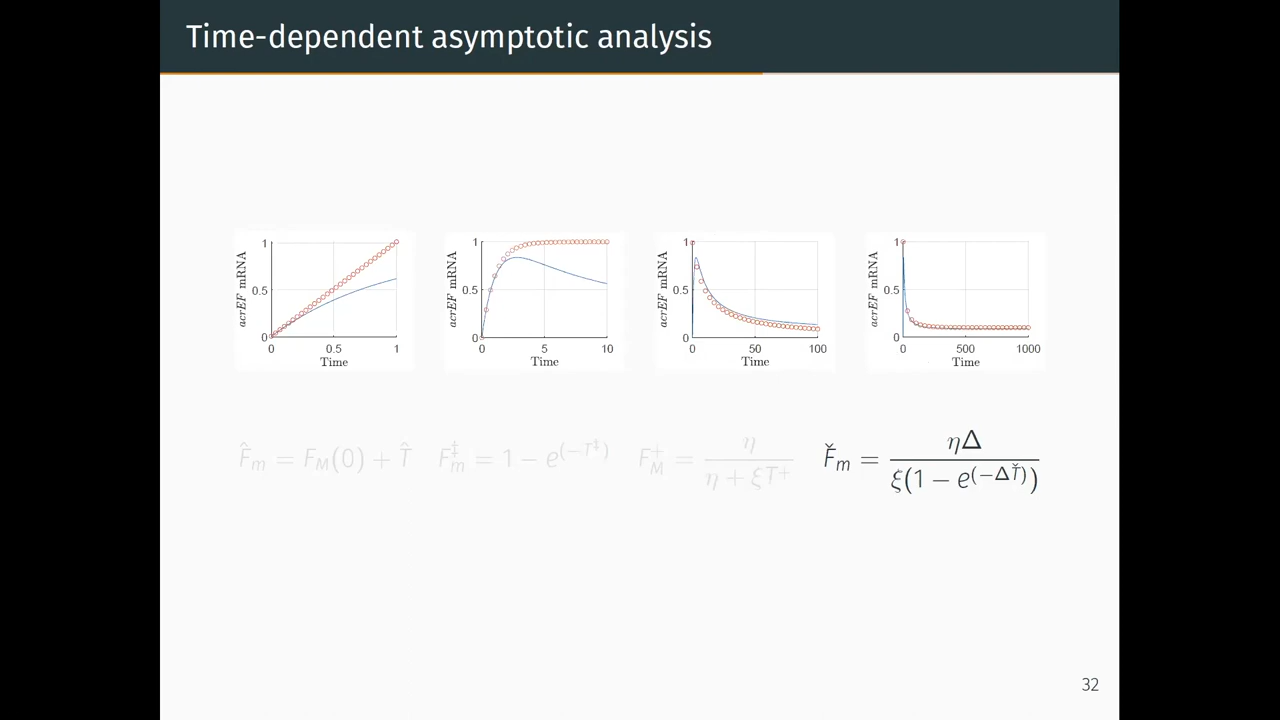 Time-dependent asymptotic analysis
acrEF mRNA
1
0.5
0
0 0.5 1
Time
acrEF mRNA
1
0.5
0
0 5 10
Time
acrEF mRNA
1
0.5
0
0 50 100
Time
acrEF mRNA
1
0.5
0
0 500 1000
Time
F̂ₘ = F_M(0) + T̂
Fₘ‡ = 1 − e^(−T‡)
F_M⁺ = η / (η + ξT⁺)
F̌ₘ = ηΔ / ξ(1 − e^(−ΔŤ))
32